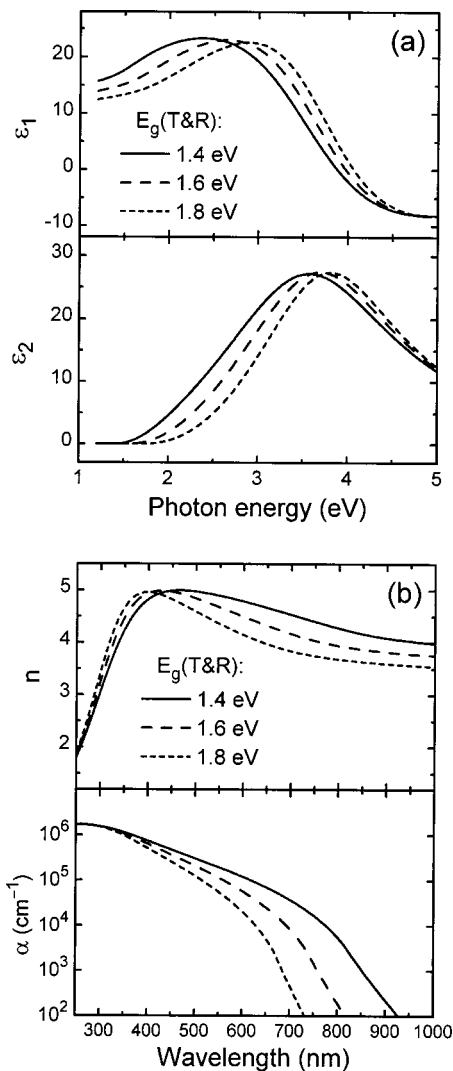 (a)
ε1
20
10
0
-10
Eg(T&R):
1.4 eV
1.6 eV
1.8 eV
ε2
30
20
10
0
1 2 3 4 5
Photon energy (eV)
(b)
n
5
4
3
2
Eg(T&R):
1.4 eV
1.6 eV
1.8 eV
α (cm⁻¹)
10⁶
10⁵
10⁴
10³
10²
300 400 500 600 700 800 900 1000
Wavelength (nm)